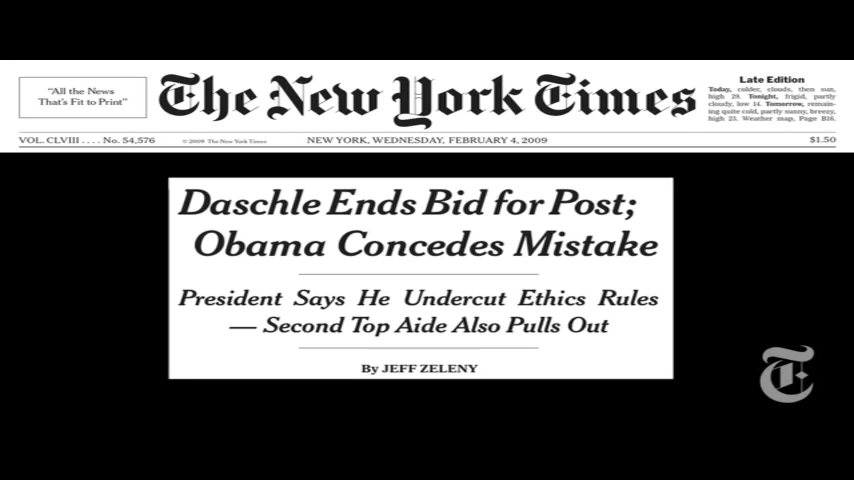 "All the News
That's Fit to Print"
The New York Times
Late Edition
Today, colder, clouds, then sun,
high 29. Tonight, frigid, partly
cloudy, low 14. Tomorrow, remain-
ing quite cold, partly sunny, breezy,
high 23. Weather map, Page B16.
VOL. CLVIII .... No. 54,576
© 2009 The New York Times
NEW YORK, WEDNESDAY, FEBRUARY 4, 2009
$1.50
Daschle Ends Bid for Post;
Obama Concedes Mistake
President Says He Undercut Ethics Rules
— Second Top Aide Also Pulls Out
By JEFF ZELENY
T